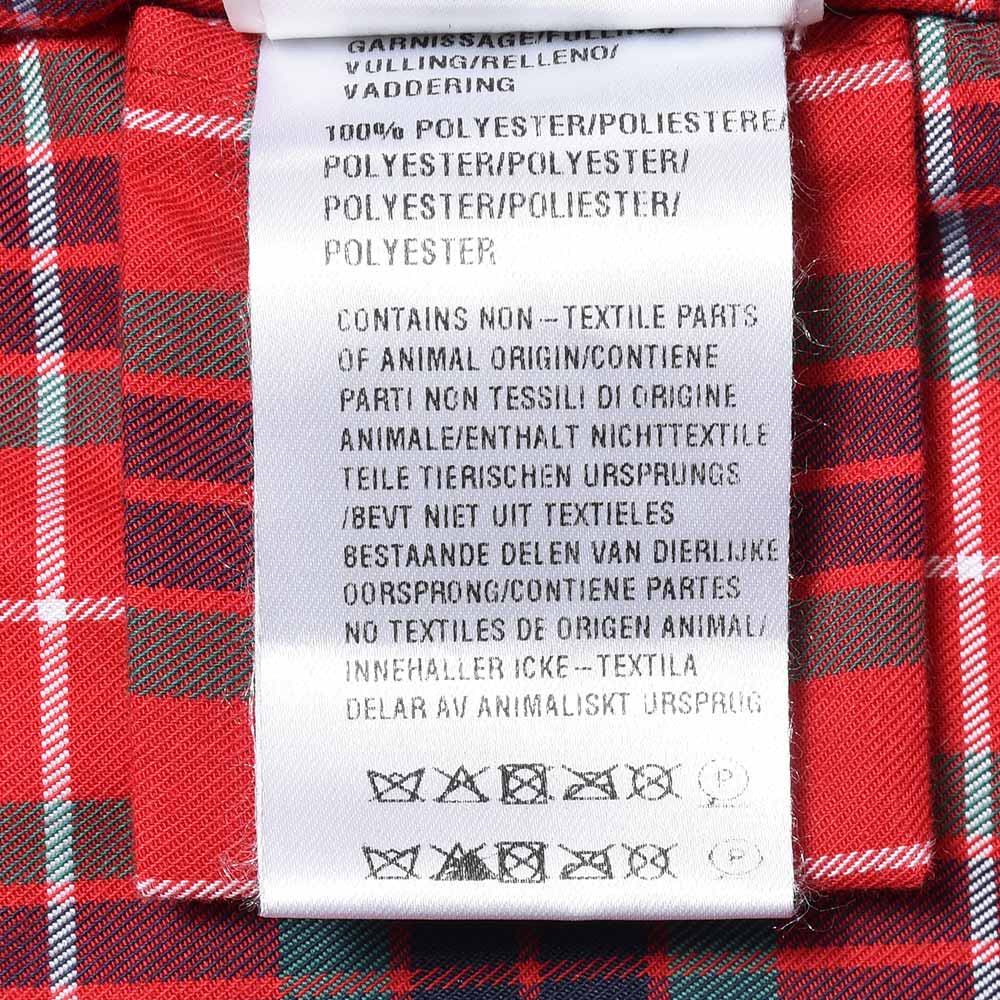 GARNISSAGE/FULLING/
VULLING/RELLENO/
VADDERING
100% POLYESTER/POLIESTERE/
POLYESTER/POLYESTER/
POLYESTER/POLIESTER/
POLYESTER
CONTAINS NON-TEXTILE PARTS
OF ANIMAL ORIGIN/CONTIENE
PARTI NON TESSILI DI ORIGINE
ANIMALE/ENTHALT NICHTTEXTILE
TEILE TIERISCHEN URSPRUNGS
/BEVT NIET UIT TEXTIELES
BESTAANDE DELEN VAN DIERLIJKE
OORSPRONG/CONTIENE PARTES
NO TEXTILES DE ORIGEN ANIMAL/
INNEHALLER ICKE-TEXTILA
DELAR AV ANIMALISKT URSPRUG
P
P